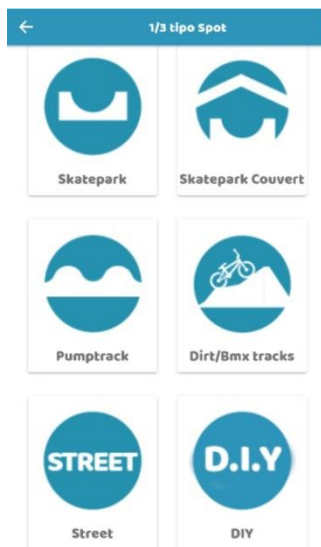 1/3 tipo Spot
Skatepark
Skatepark Couvert
Pumptrack
Dirt/Bmx tracks
STREET
D.I.Y
Street
DIY